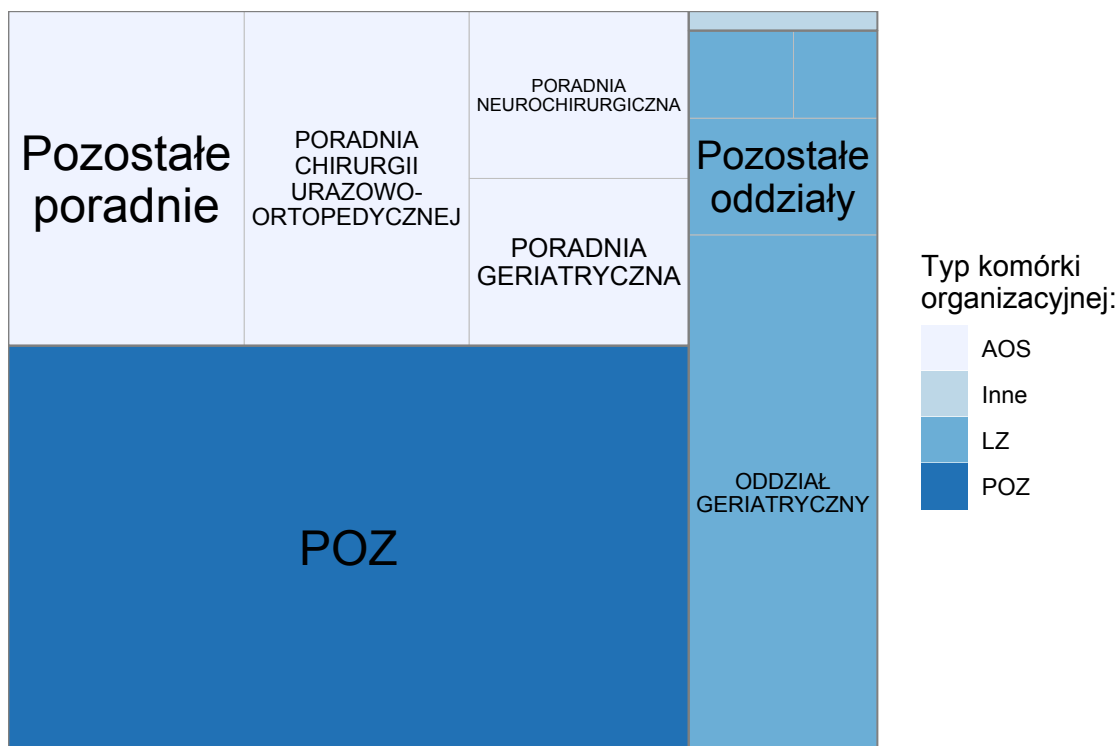 Pozostałe
poradnie
PORADNIA
CHIRURGII
URAZOWO-
ORTOPEDYCZNEJ
PORADNIA
NEUROCHIRURGICZNA
PORADNIA
GERIATRYCZNA
POZ
Pozostałe
oddziały
ODDZIAŁ
GERIATRYCZNY
Typ komórki
organizacyjnej:
AOS
Inne
LZ
POZ